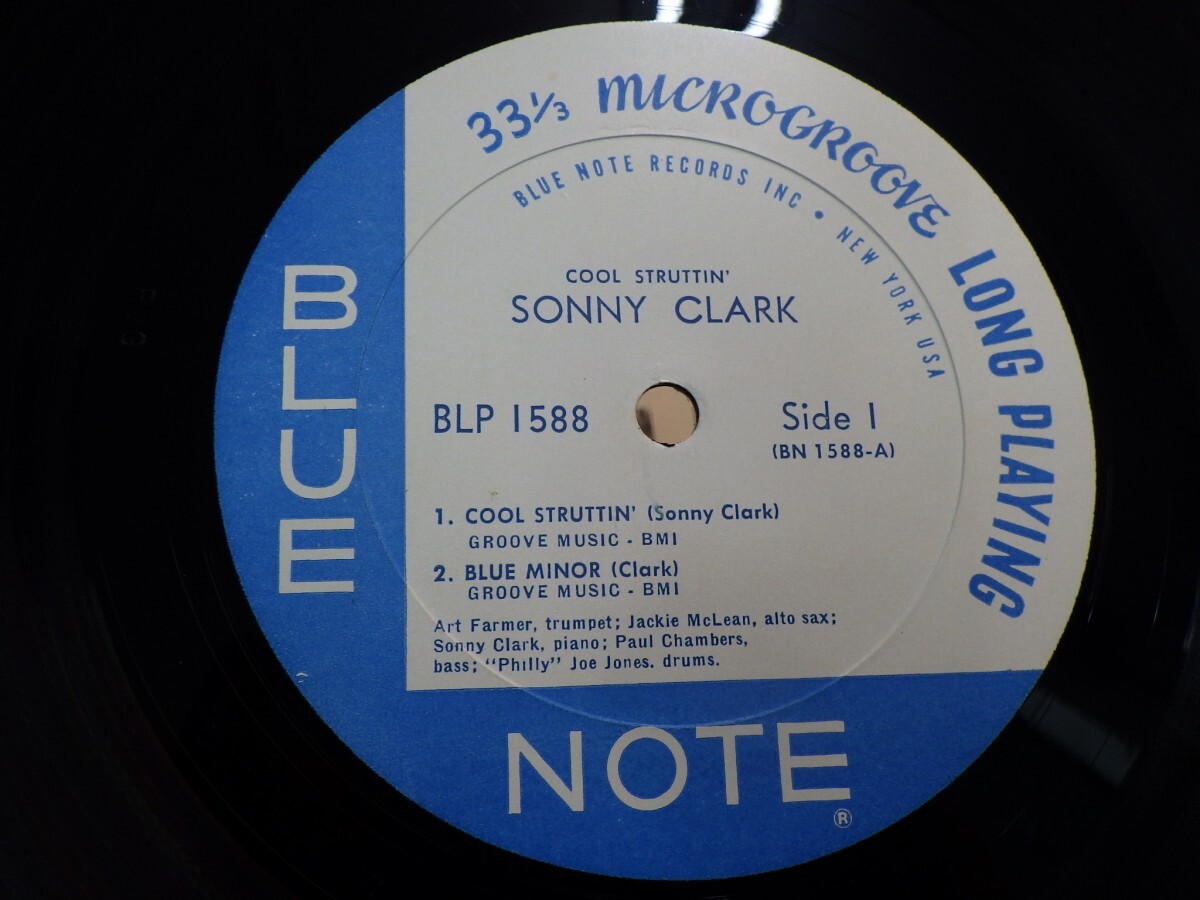 33⅓ MICROGROOVE LONG PLAYING
BLUE NOTE RECORDS INC • NEW YORK USA
COOL STRUTTIN'
SONNY CLARK
BLP 1588
Side 1
(BN 1588-A)
1. COOL STRUTTIN' (Sonny Clark)
GROOVE MUSIC - BMI
2. BLUE MINOR (Clark)
GROOVE MUSIC - BMI
Art Farmer, trumpet; Jackie McLean, alto sax;
Sonny Clark, piano; Paul Chambers,
bass; "Philly" Joe Jones. drums.
BLUE
NOTE ®